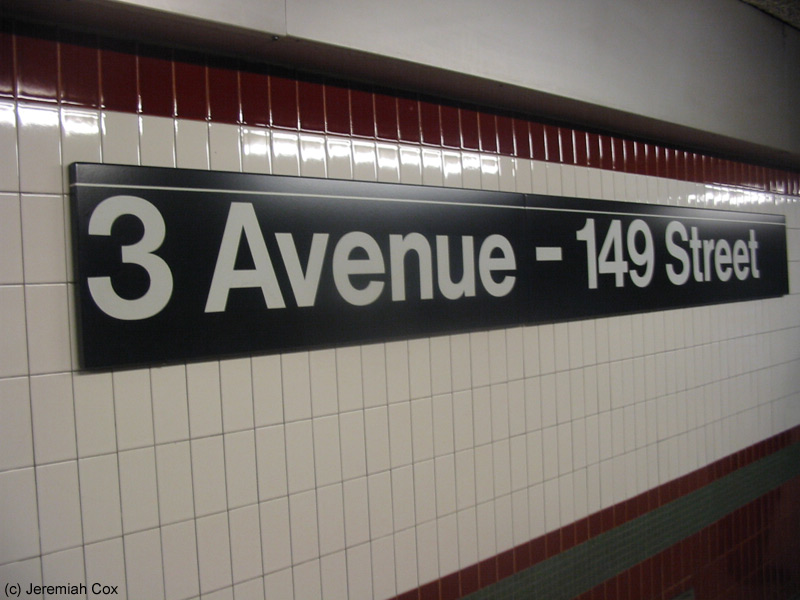 3 Avenue - 149 Street
(c) Jeremiah Cox